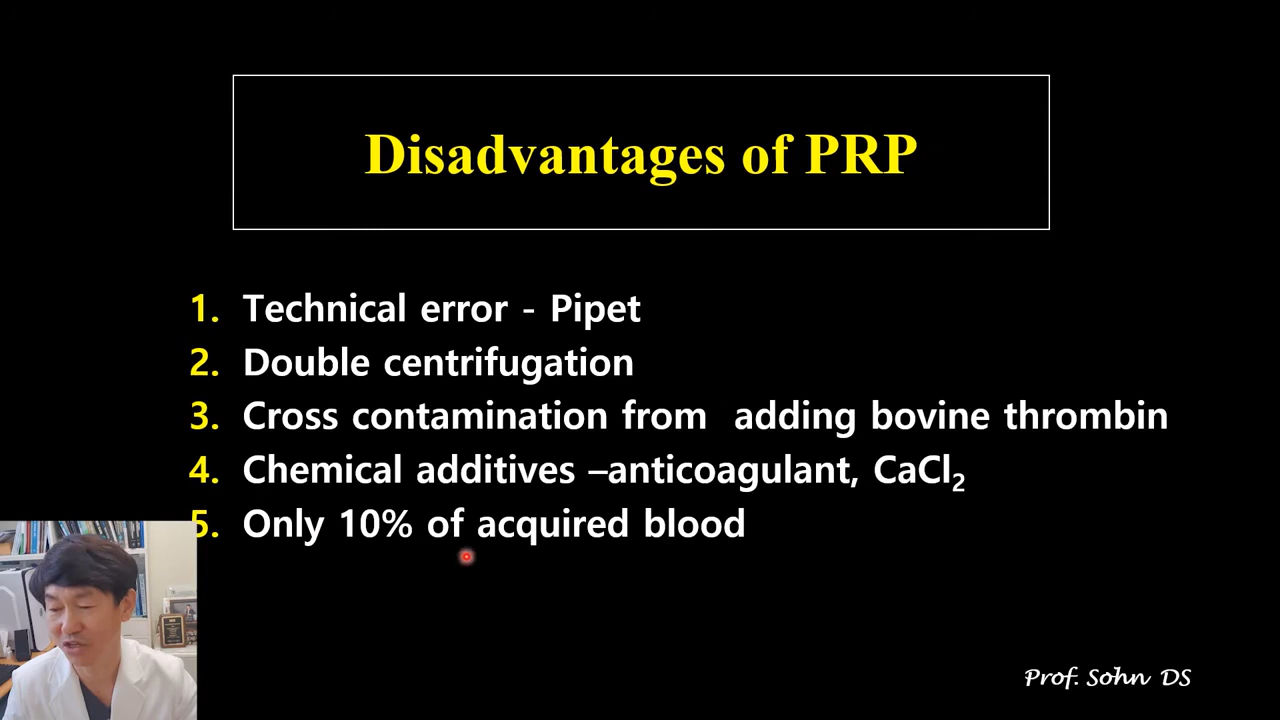 Disadvantages of PRP
1. Technical error - Pipet
2. Double centrifugation
3. Cross contamination from  adding bovine thrombin
4. Chemical additives –anticoagulant, CaCl₂
5. Only 10% of acquired blood
Prof. Sohn DS